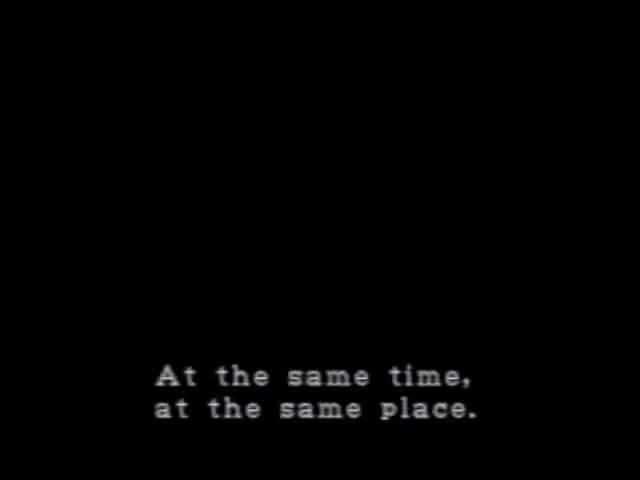 At the same time,
at the same place.